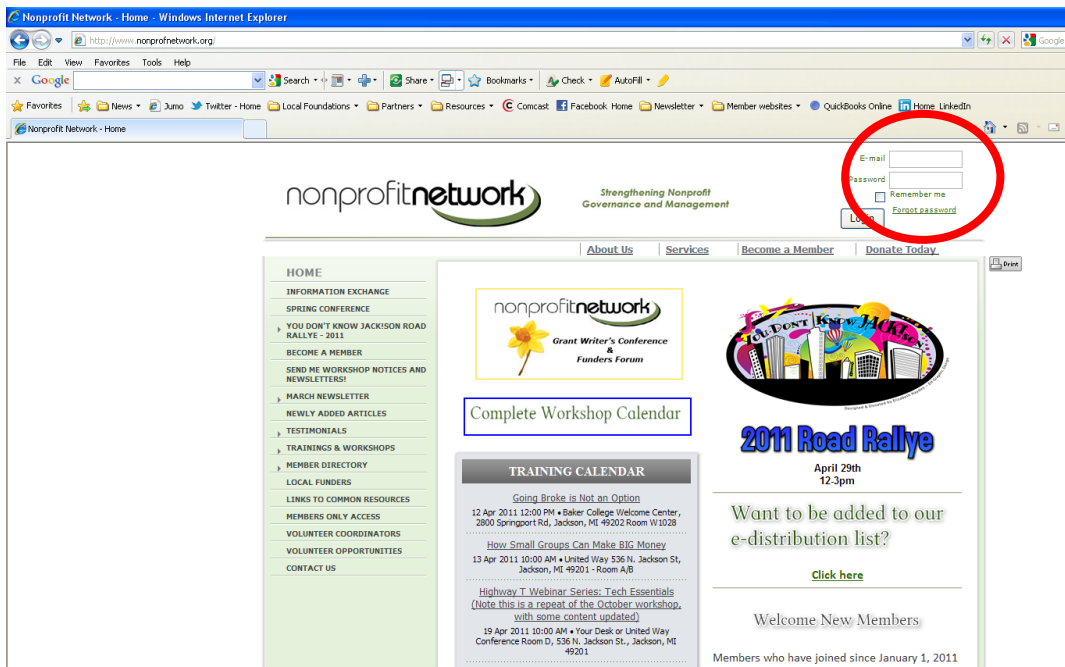 Nonprofit Network - Home - Windows Internet Explorer
http://www.nonprofnetwork.org/
Google
File Edit View Favorites Tools Help
x Google Search Share Bookmarks Check AutoFill
Favorites News Jumo Twitter - Home Local Foundations Partners Resources Comcast Facebook Home Newsletter Member websites QuickBooks Online Home LinkedIn
Nonprofit Network - Home
E-mail
Password
Remember me
Forgot password
Login
nonprofitnetwork
Strengthening Nonprofit
Governance and Management
About Us Services Become a Member Donate Today
Print
HOME
INFORMATION EXCHANGE
SPRING CONFERENCE
YOU DON'T KNOW JACK!SON ROAD
RALLYE - 2011
BECOME A MEMBER
SEND ME WORKSHOP NOTICES AND
NEWSLETTERS!
MARCH NEWSLETTER
NEWLY ADDED ARTICLES
TESTIMONIALS
TRAININGS & WORKSHOPS
MEMBER DIRECTORY
LOCAL FUNDERS
LINKS TO COMMON RESOURCES
MEMBERS ONLY ACCESS
VOLUNTEER COORDINATORS
VOLUNTEER OPPORTUNITIES
CONTACT US
nonprofitnetwork
Grant Writer's Conference
&
Funders Forum
Complete Workshop Calendar
TRAINING CALENDAR
Going Broke is Not an Option
12 Apr 2011 12:00 PM • Baker College Welcome Center,
2800 Springport Rd, Jackson, MI 49202 Room W1028
How Small Groups Can Make BIG Money
13 Apr 2011 10:00 AM • United Way 536 N. Jackson St,
Jackson, MI 49201 - Room A/B
Highway T Webinar Series: Tech Essentials
(Note this is a repeat of the October workshop,
with some content updated)
19 Apr 2011 10:00 AM • Your Desk or United Way
Conference Room D, 536 N. Jackson St., Jackson, MI
49201
You Don't Know JACK!son
2011 Road Rallye
April 29th
12-3pm
Want to be added to our
e-distribution list?
Click here
Welcome New Members
Members who have joined since January 1, 2011